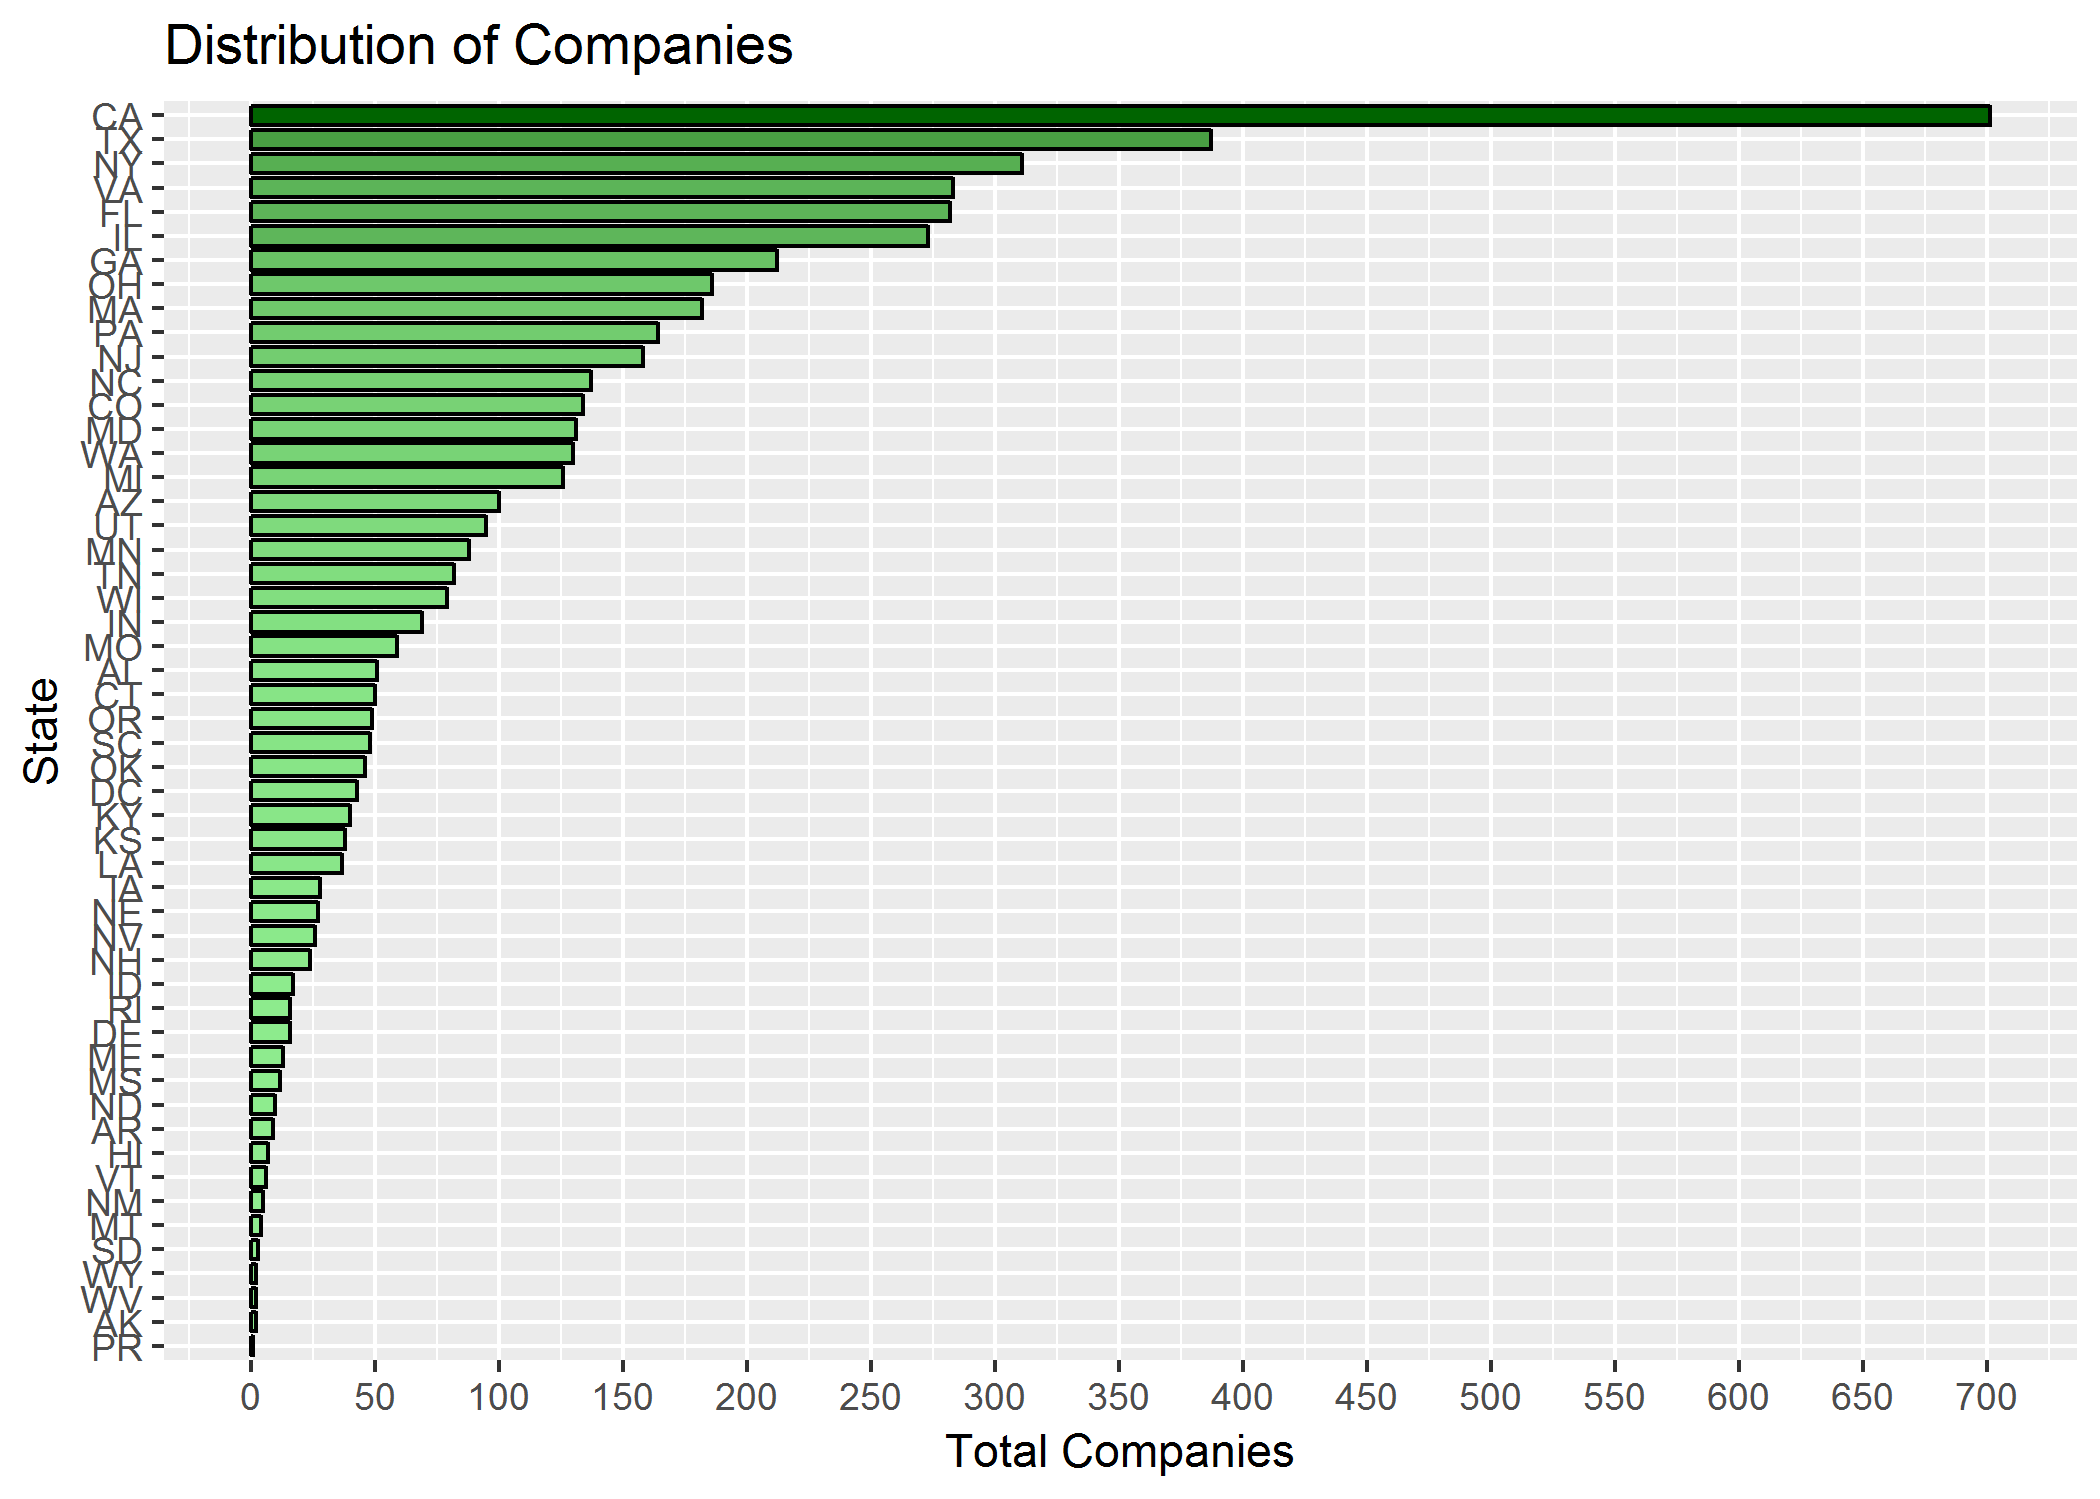 Distribution of Companies
State
CA
TX
NY
VA
FL
IL
GA
OH
MA
PA
NJ
NC
CO
MD
WA
MI
AZ
UT
MN
TN
WI
IN
MO
AL
CT
OR
SC
OK
DC
KY
KS
LA
IA
NE
NV
NH
ID
RI
DE
ME
MS
ND
AR
HI
VT
NM
MT
SD
WY
WV
AK
PR
0 50 100 150 200 250 300 350 400 450 500 550 600 650 700
Total Companies